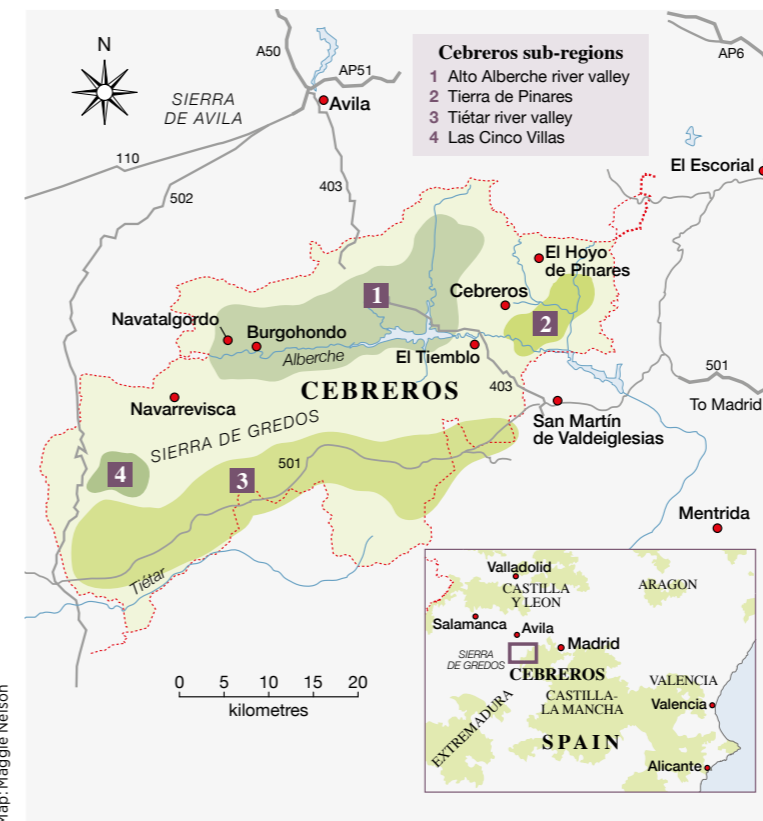 N
A50
AP51
AP6
SIERRA
DE AVILA
Avila
Cebreros sub-regions
1 Alto Alberche river valley
2 Tierra de Pinares
3 Tiétar river valley
4 Las Cinco Villas
110
502
403
El Escorial
El Hoyo
de Pinares
Cebreros
1
2
Navatalgordo
Burgohondo
Alberche
El Tiemblo
CEBREROS
403
501
To Madrid
Navarrevisca
San Martín
de Valdeiglesias
SIERRA DE GREDOS
501
4
3
Mentrida
Tiétar
0 5 10 15 20
kilometres
Valladolid
CASTILLA
Y LEON
ARAGON
Salamanca
Avila
Madrid
SIERRA
DE GREDOS
CEBREROS
VALENCIA
CASTILLA-
LA MANCHA
Valencia
EXTREMADURA
SPAIN
Alicante
Map: Maggie Nelson